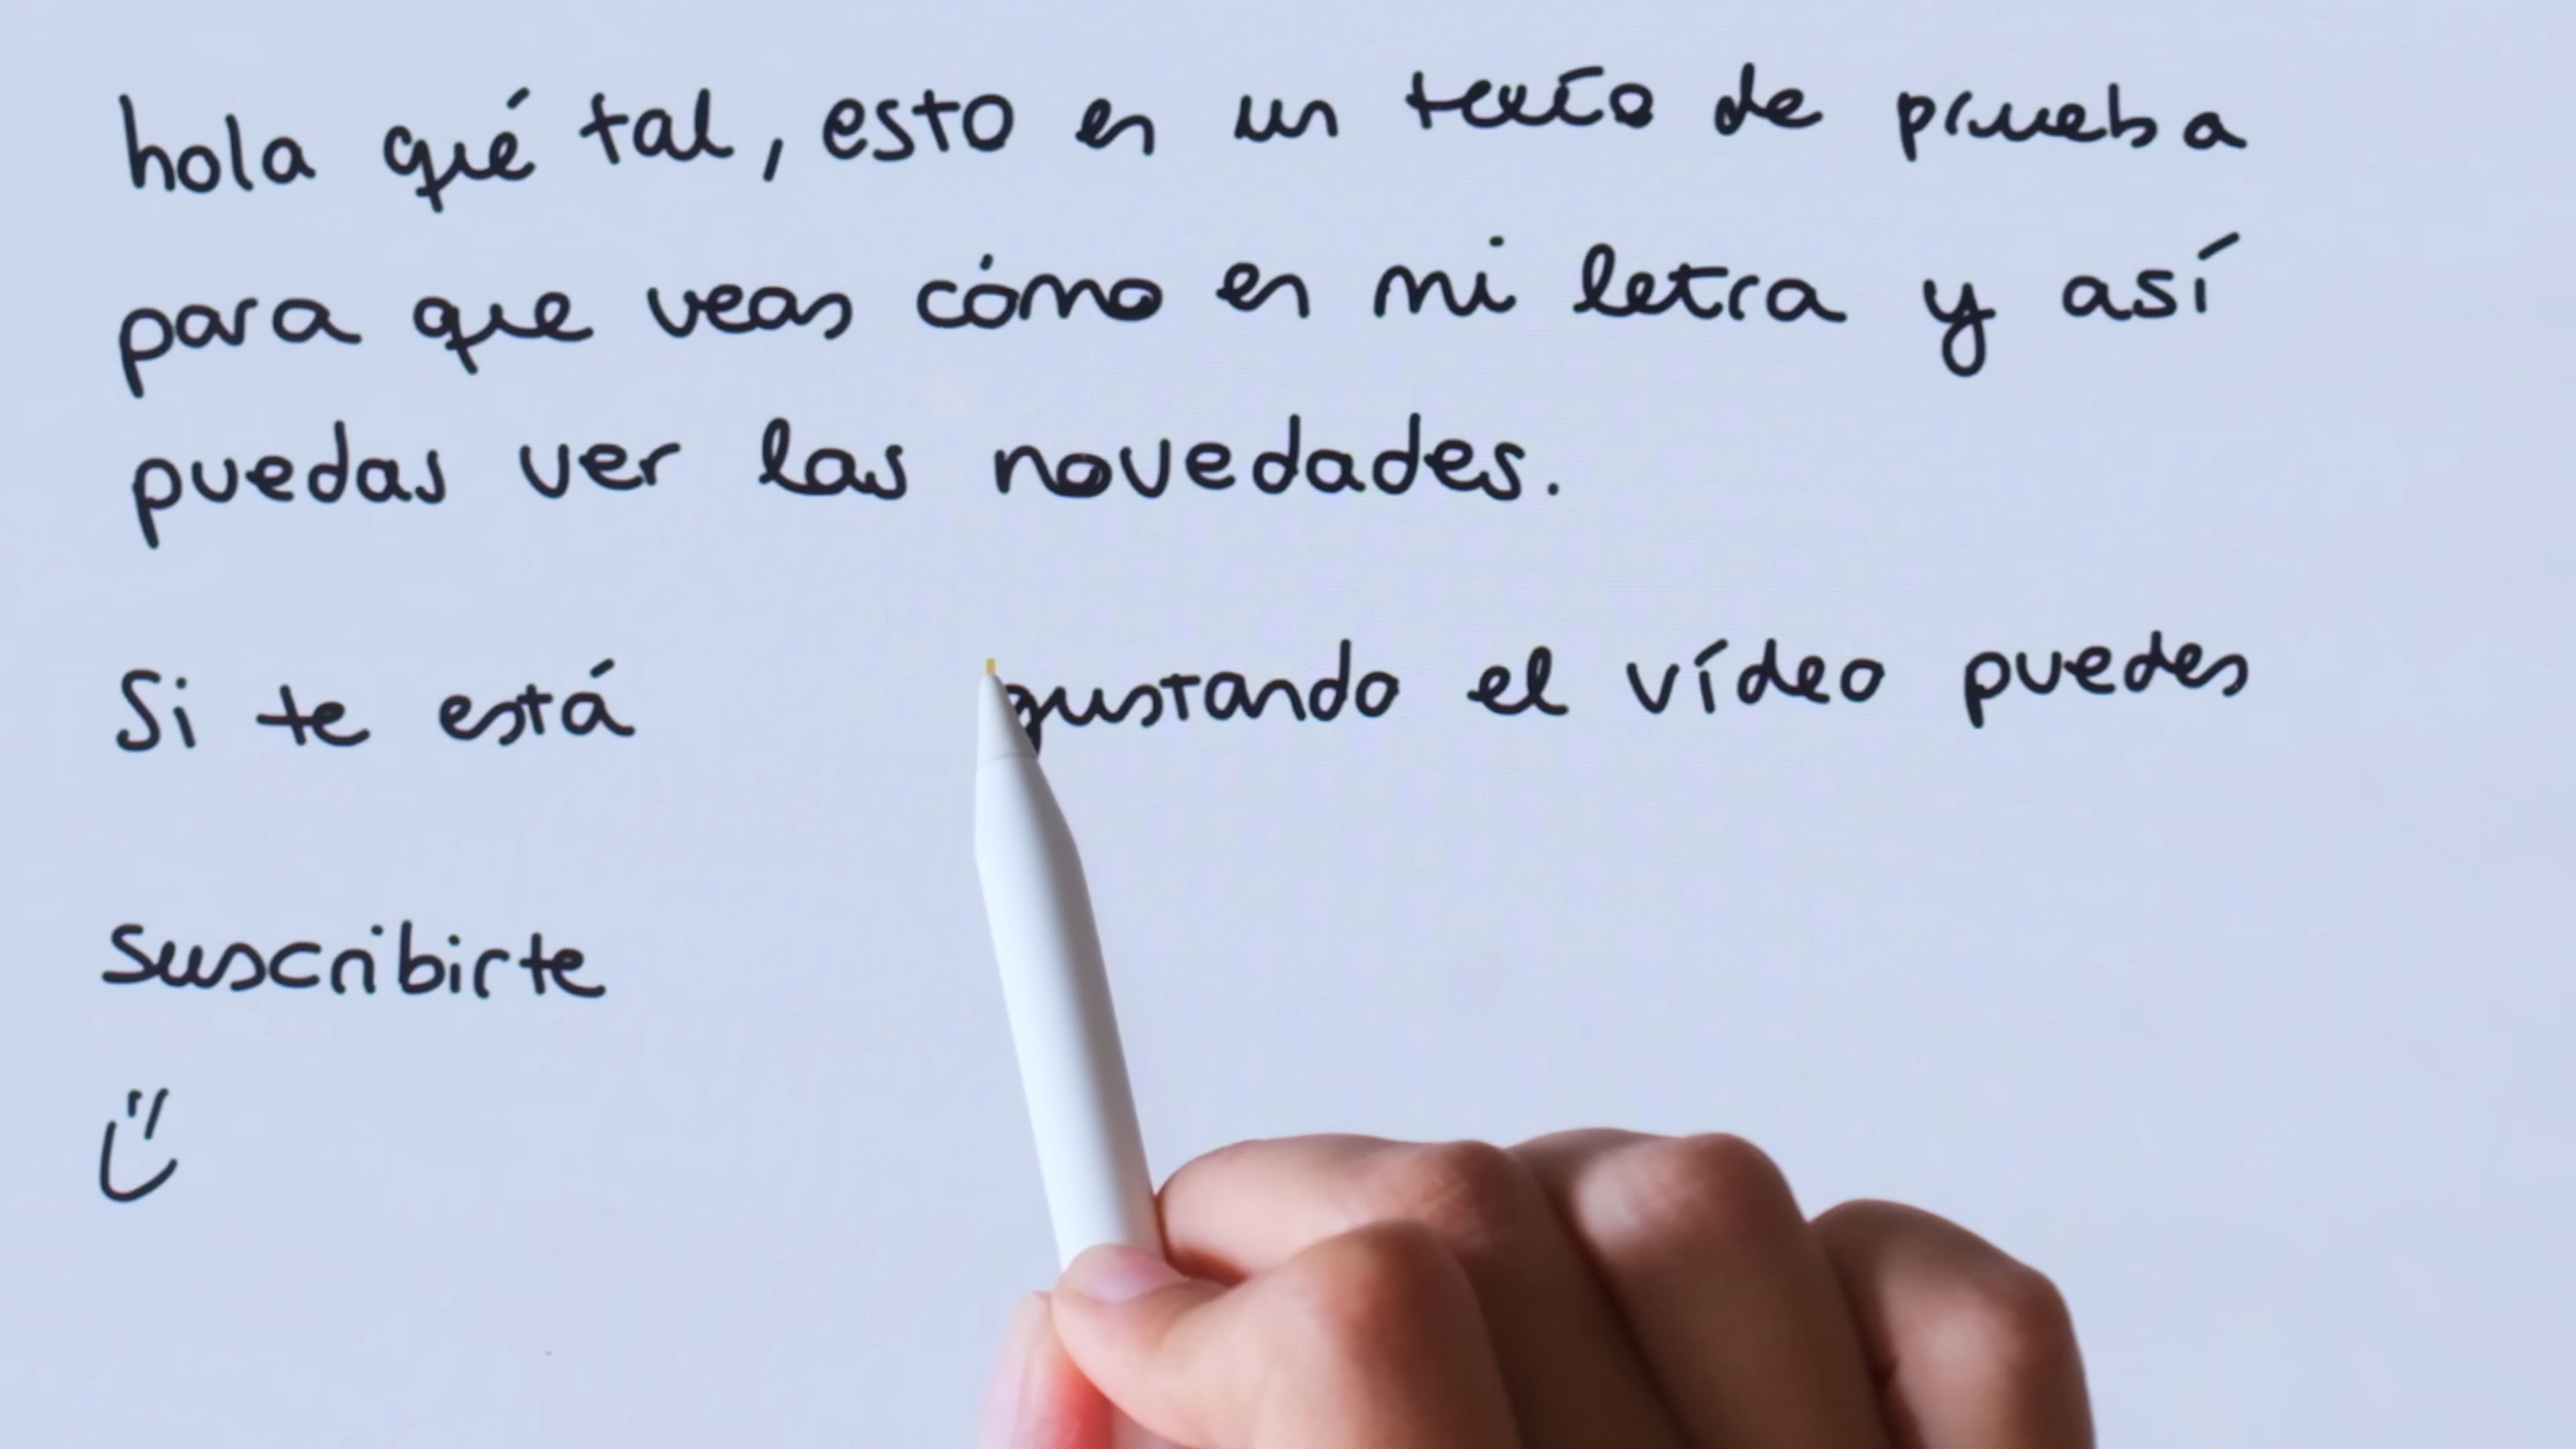 hola qué tal, esto es un texto de prueba
para que veas cómo es mi letra y así
puedas ver las novedades.
Si te está gustando el vídeo puedes
suscribirte